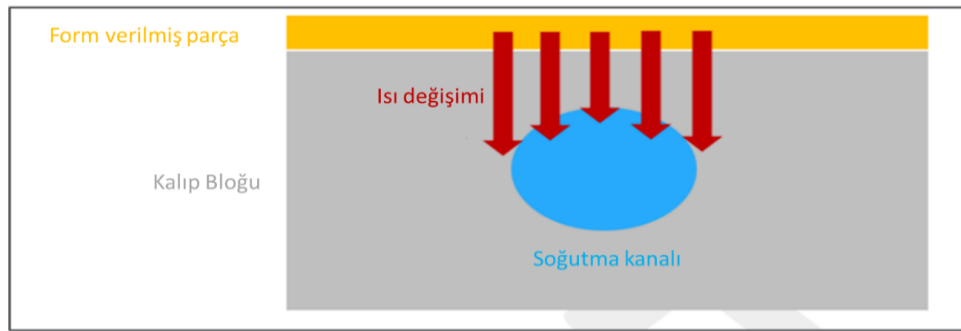 Form verilmiş parça
Isı değişimi
Kalıp Bloğu
Soğutma kanalı